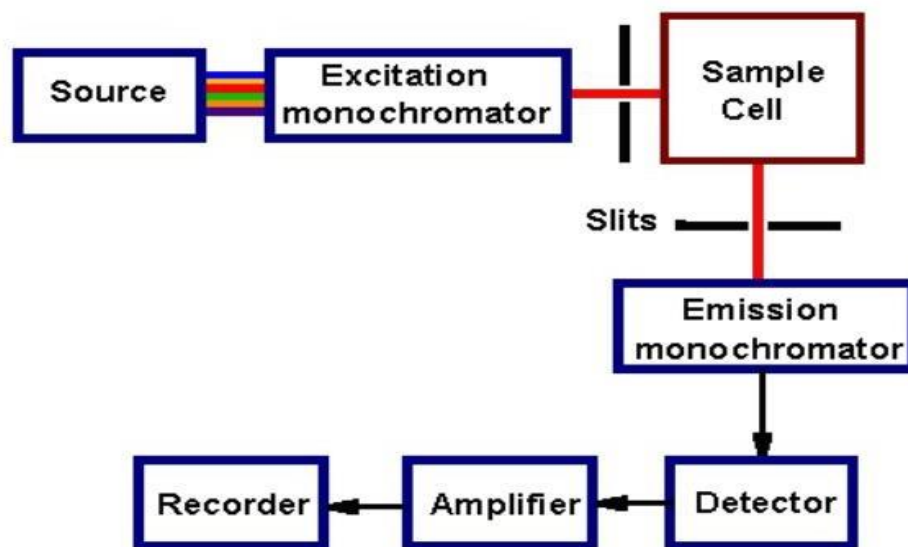 Source
Excitation
monochromator
Sample
Cell
Slits
Emission
monochromator
Recorder
Amplifier
Detector